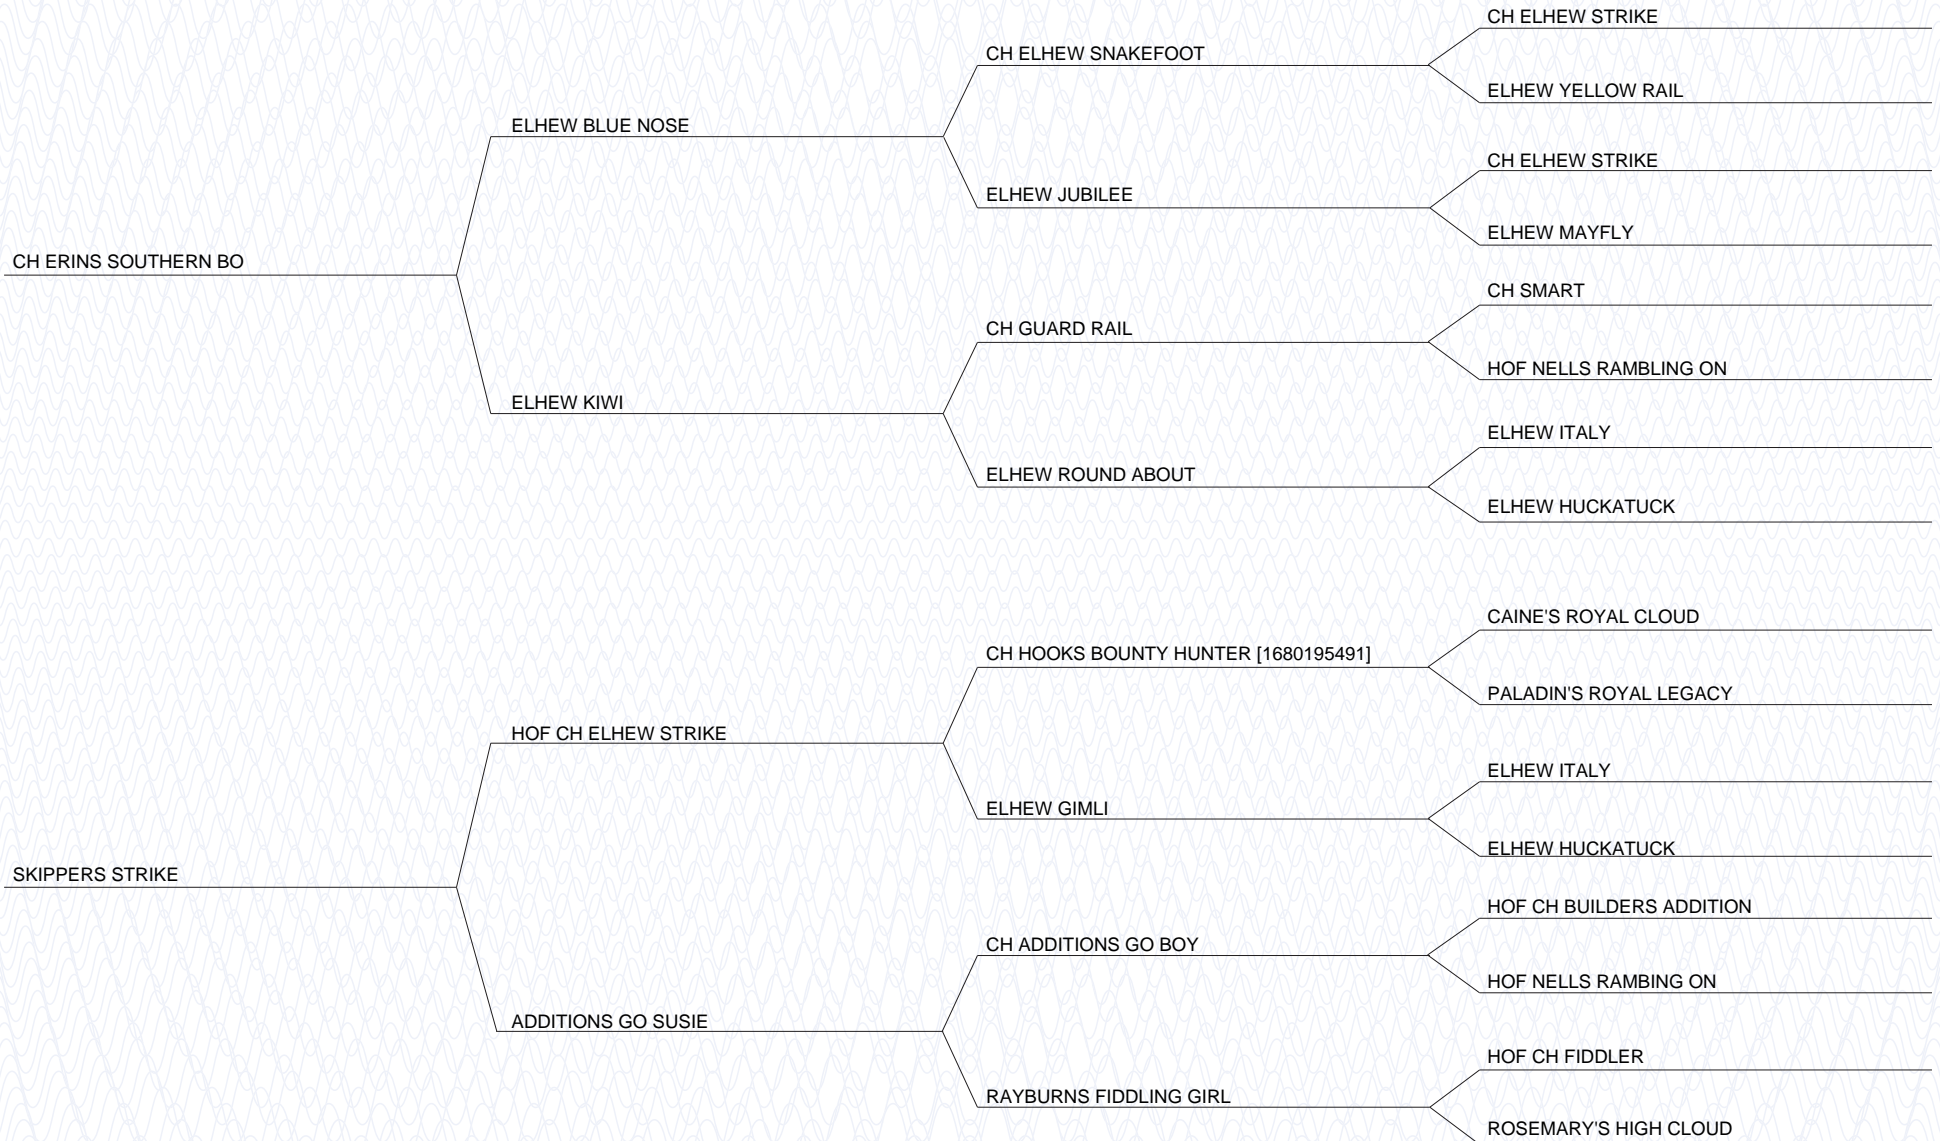 CH ELHEW STRIKE
CH ELHEW SNAKEFOOT
ELHEW YELLOW RAIL
ELHEW BLUE NOSE
CH ELHEW STRIKE
ELHEW JUBILEE
ELHEW MAYFLY
CH ERINS SOUTHERN BO
CH SMART
CH GUARD RAIL
HOF NELLS RAMBLING ON
ELHEW KIWI
ELHEW ITALY
ELHEW ROUND ABOUT
ELHEW HUCKATUCK
CAINE'S ROYAL CLOUD
CH HOOKS BOUNTY HUNTER [1680195491]
PALADIN'S ROYAL LEGACY
HOF CH ELHEW STRIKE
ELHEW ITALY
ELHEW GIMLI
ELHEW HUCKATUCK
SKIPPERS STRIKE
HOF CH BUILDERS ADDITION
CH ADDITIONS GO BOY
HOF NELLS RAMBING ON
ADDITIONS GO SUSIE
HOF CH FIDDLER
RAYBURNS FIDDLING GIRL
ROSEMARY'S HIGH CLOUD